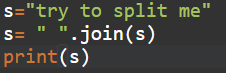 s="try to split me"
s= " ".join(s)
print(s)